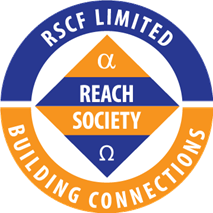 RSCF LIMITED
α
REACH
SOCIETY
Ω
BUILDING CONNECTIONS